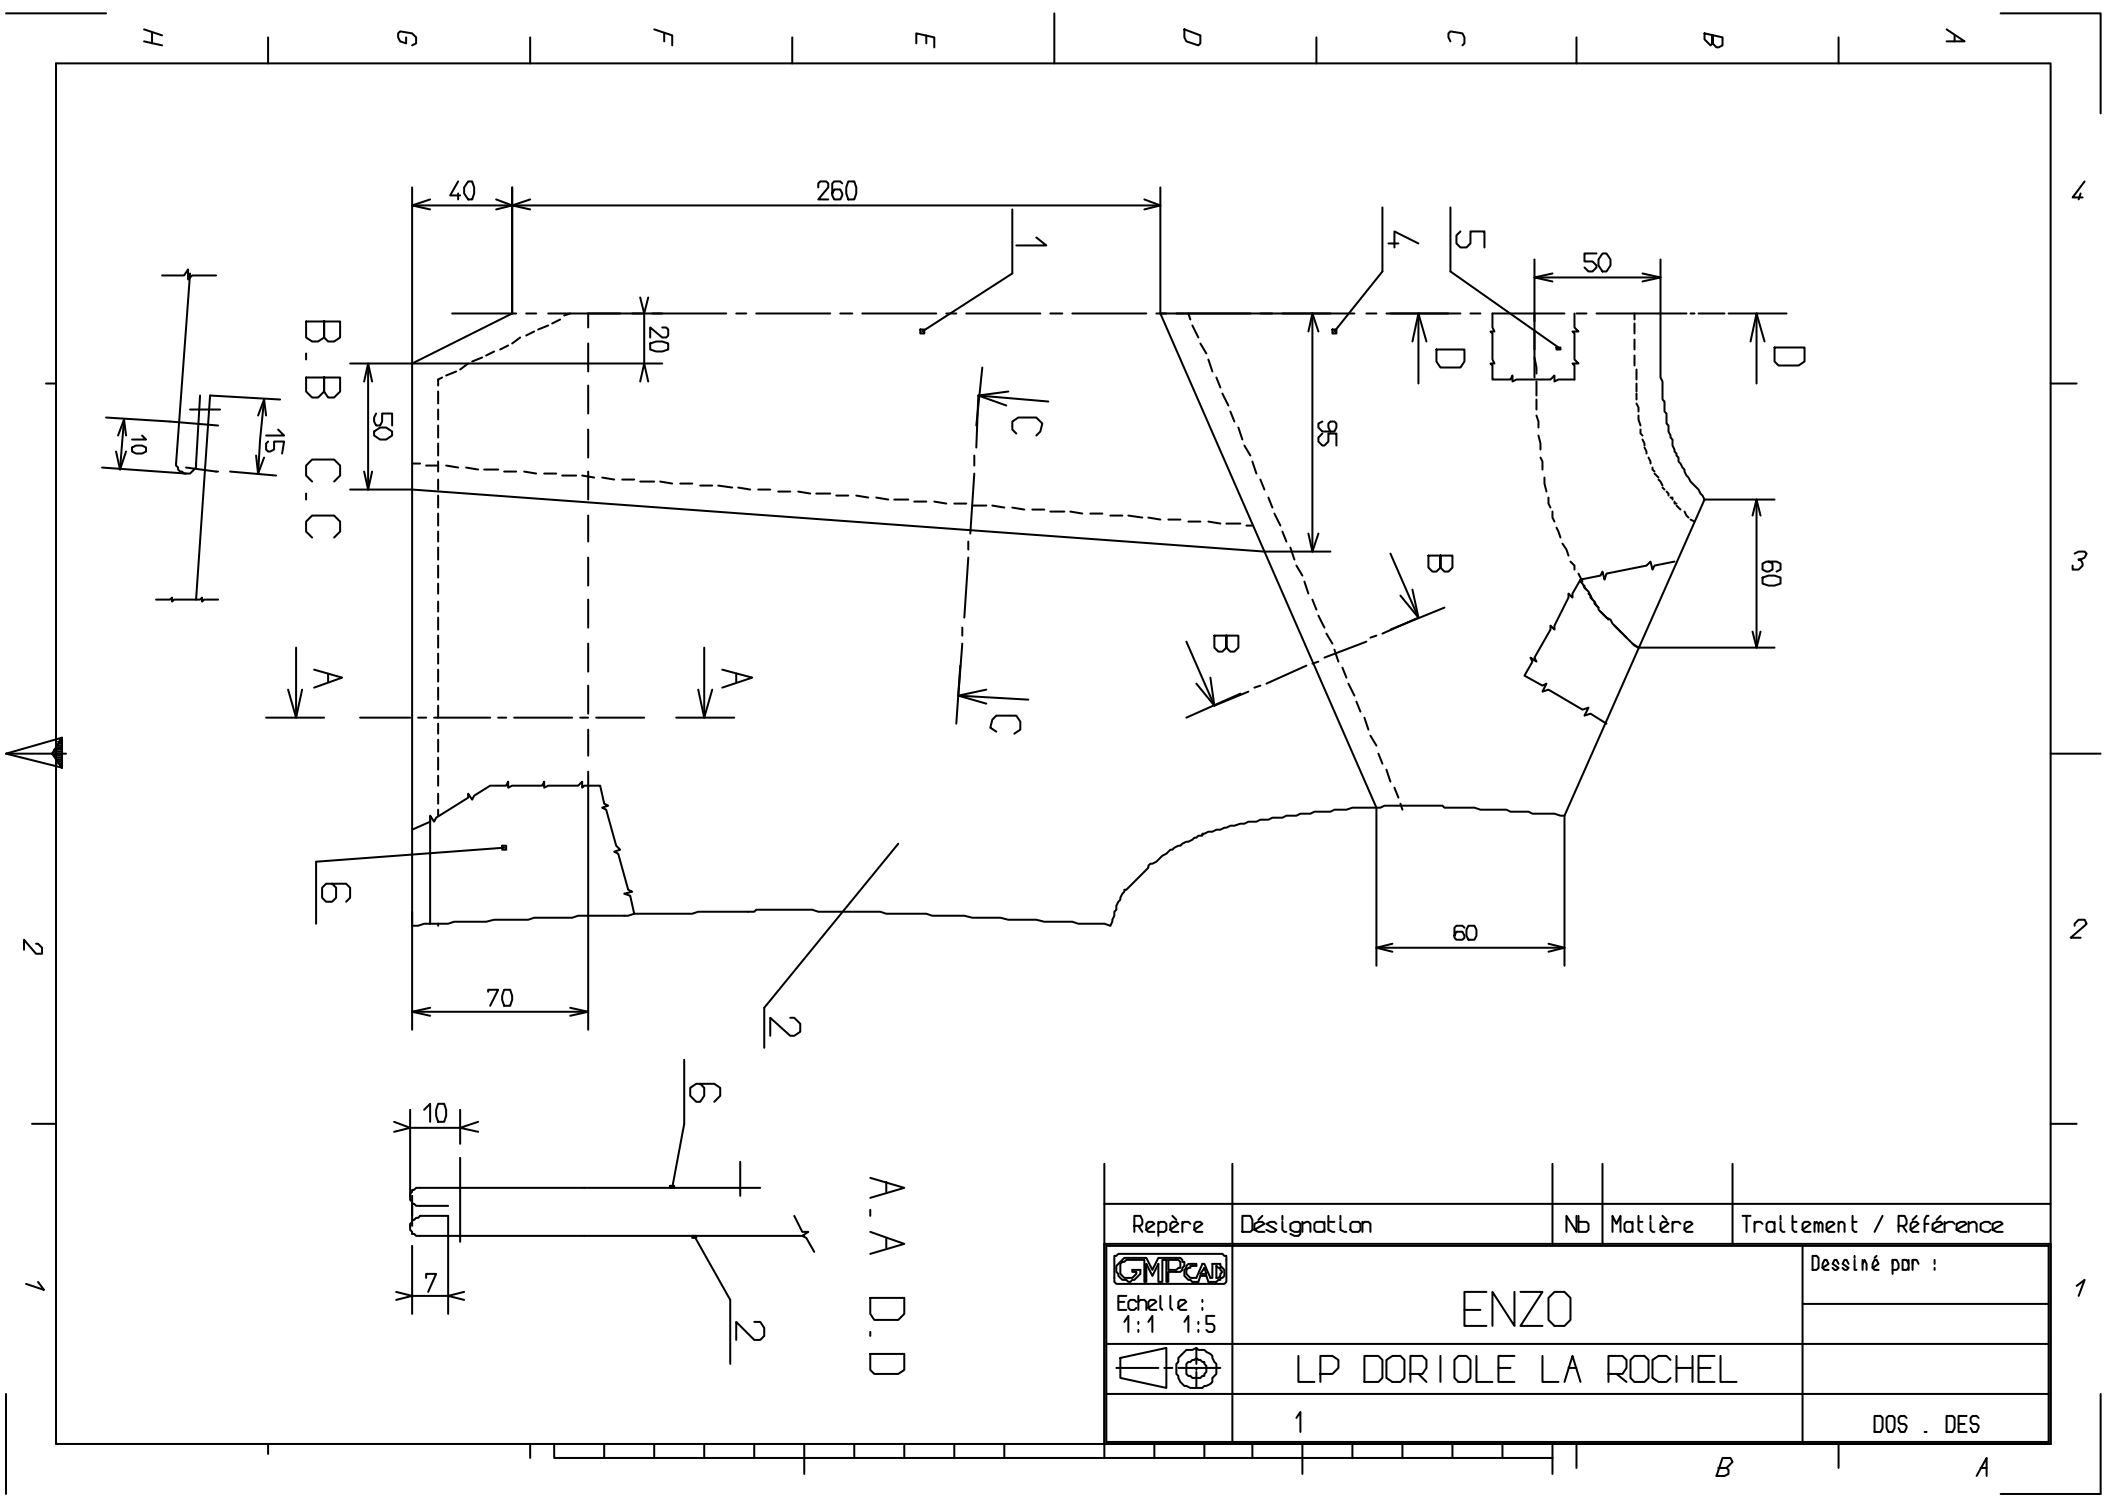 H G F E D C B A
4
40 260
1 4 5 50
20 D D
B.B C.C
50 C 95
15
10
B 60
3
A A C B
6
2 60 2
70
2
6
10
A.A D.D
7
2
1
Repère Désignation Nb Matière Traitement / Référence
GMPCAD
Dessiné par :
Echelle :
1:1 1:5
ENZO
1
LP DORIOLE LA ROCHEL
1 DOS . DES
B A